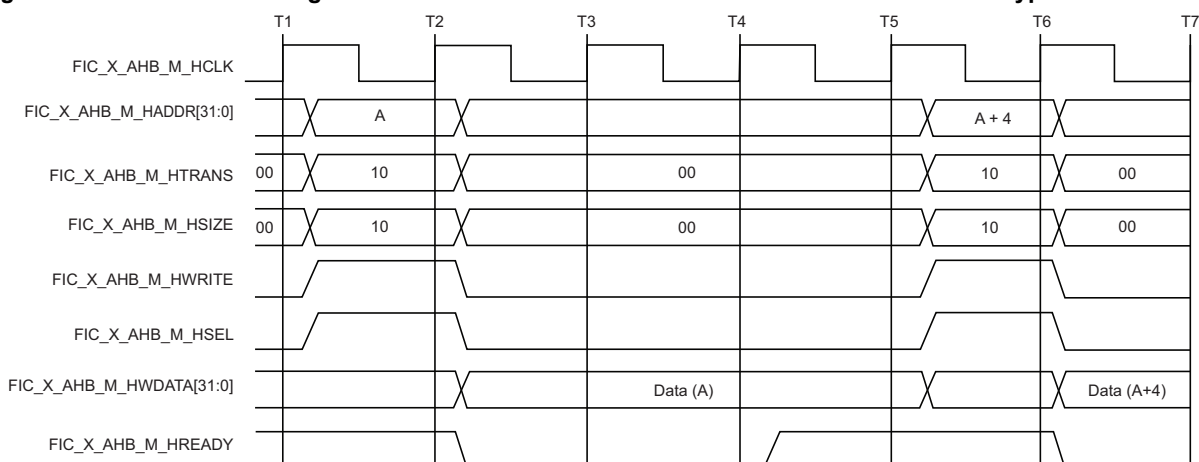 T1 T2 T3 T4 T5 T6 T7
FIC_X_AHB_M_HCLK
FIC_X_AHB_M_HADDR[31:0] A A + 4
FIC_X_AHB_M_HTRANS 00 10 00 10 00
FIC_X_AHB_M_HSIZE 00 10 00 10 00
FIC_X_AHB_M_HWRITE
FIC_X_AHB_M_HSEL
FIC_X_AHB_M_HWDATA[31:0] Data (A) Data (A+4)
FIC_X_AHB_M_HREADY